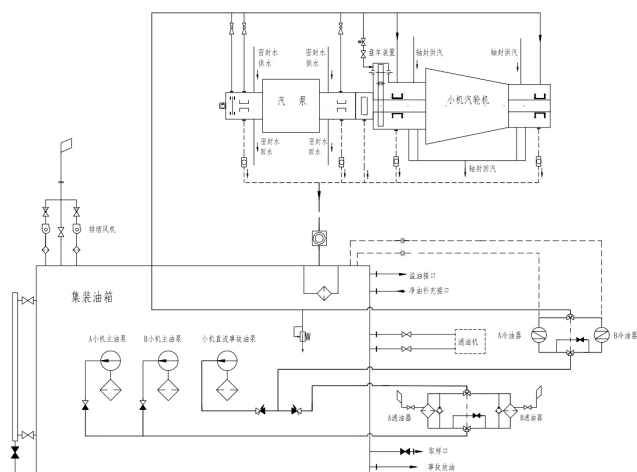 密封水
供水
密封水
供水
盘车装置
轴封供汽
轴封供汽
汽 泵
小机汽轮机
密封水
回水
密封水
回水
轴封回汽
排烟风机
集装油箱
溢油接口
净油补充接口
A小机主油泵
B小机主油泵
小机直流事故油泵
滤油机
A冷油器
B冷油器
A滤油器
B滤油器
取样口
事故放油